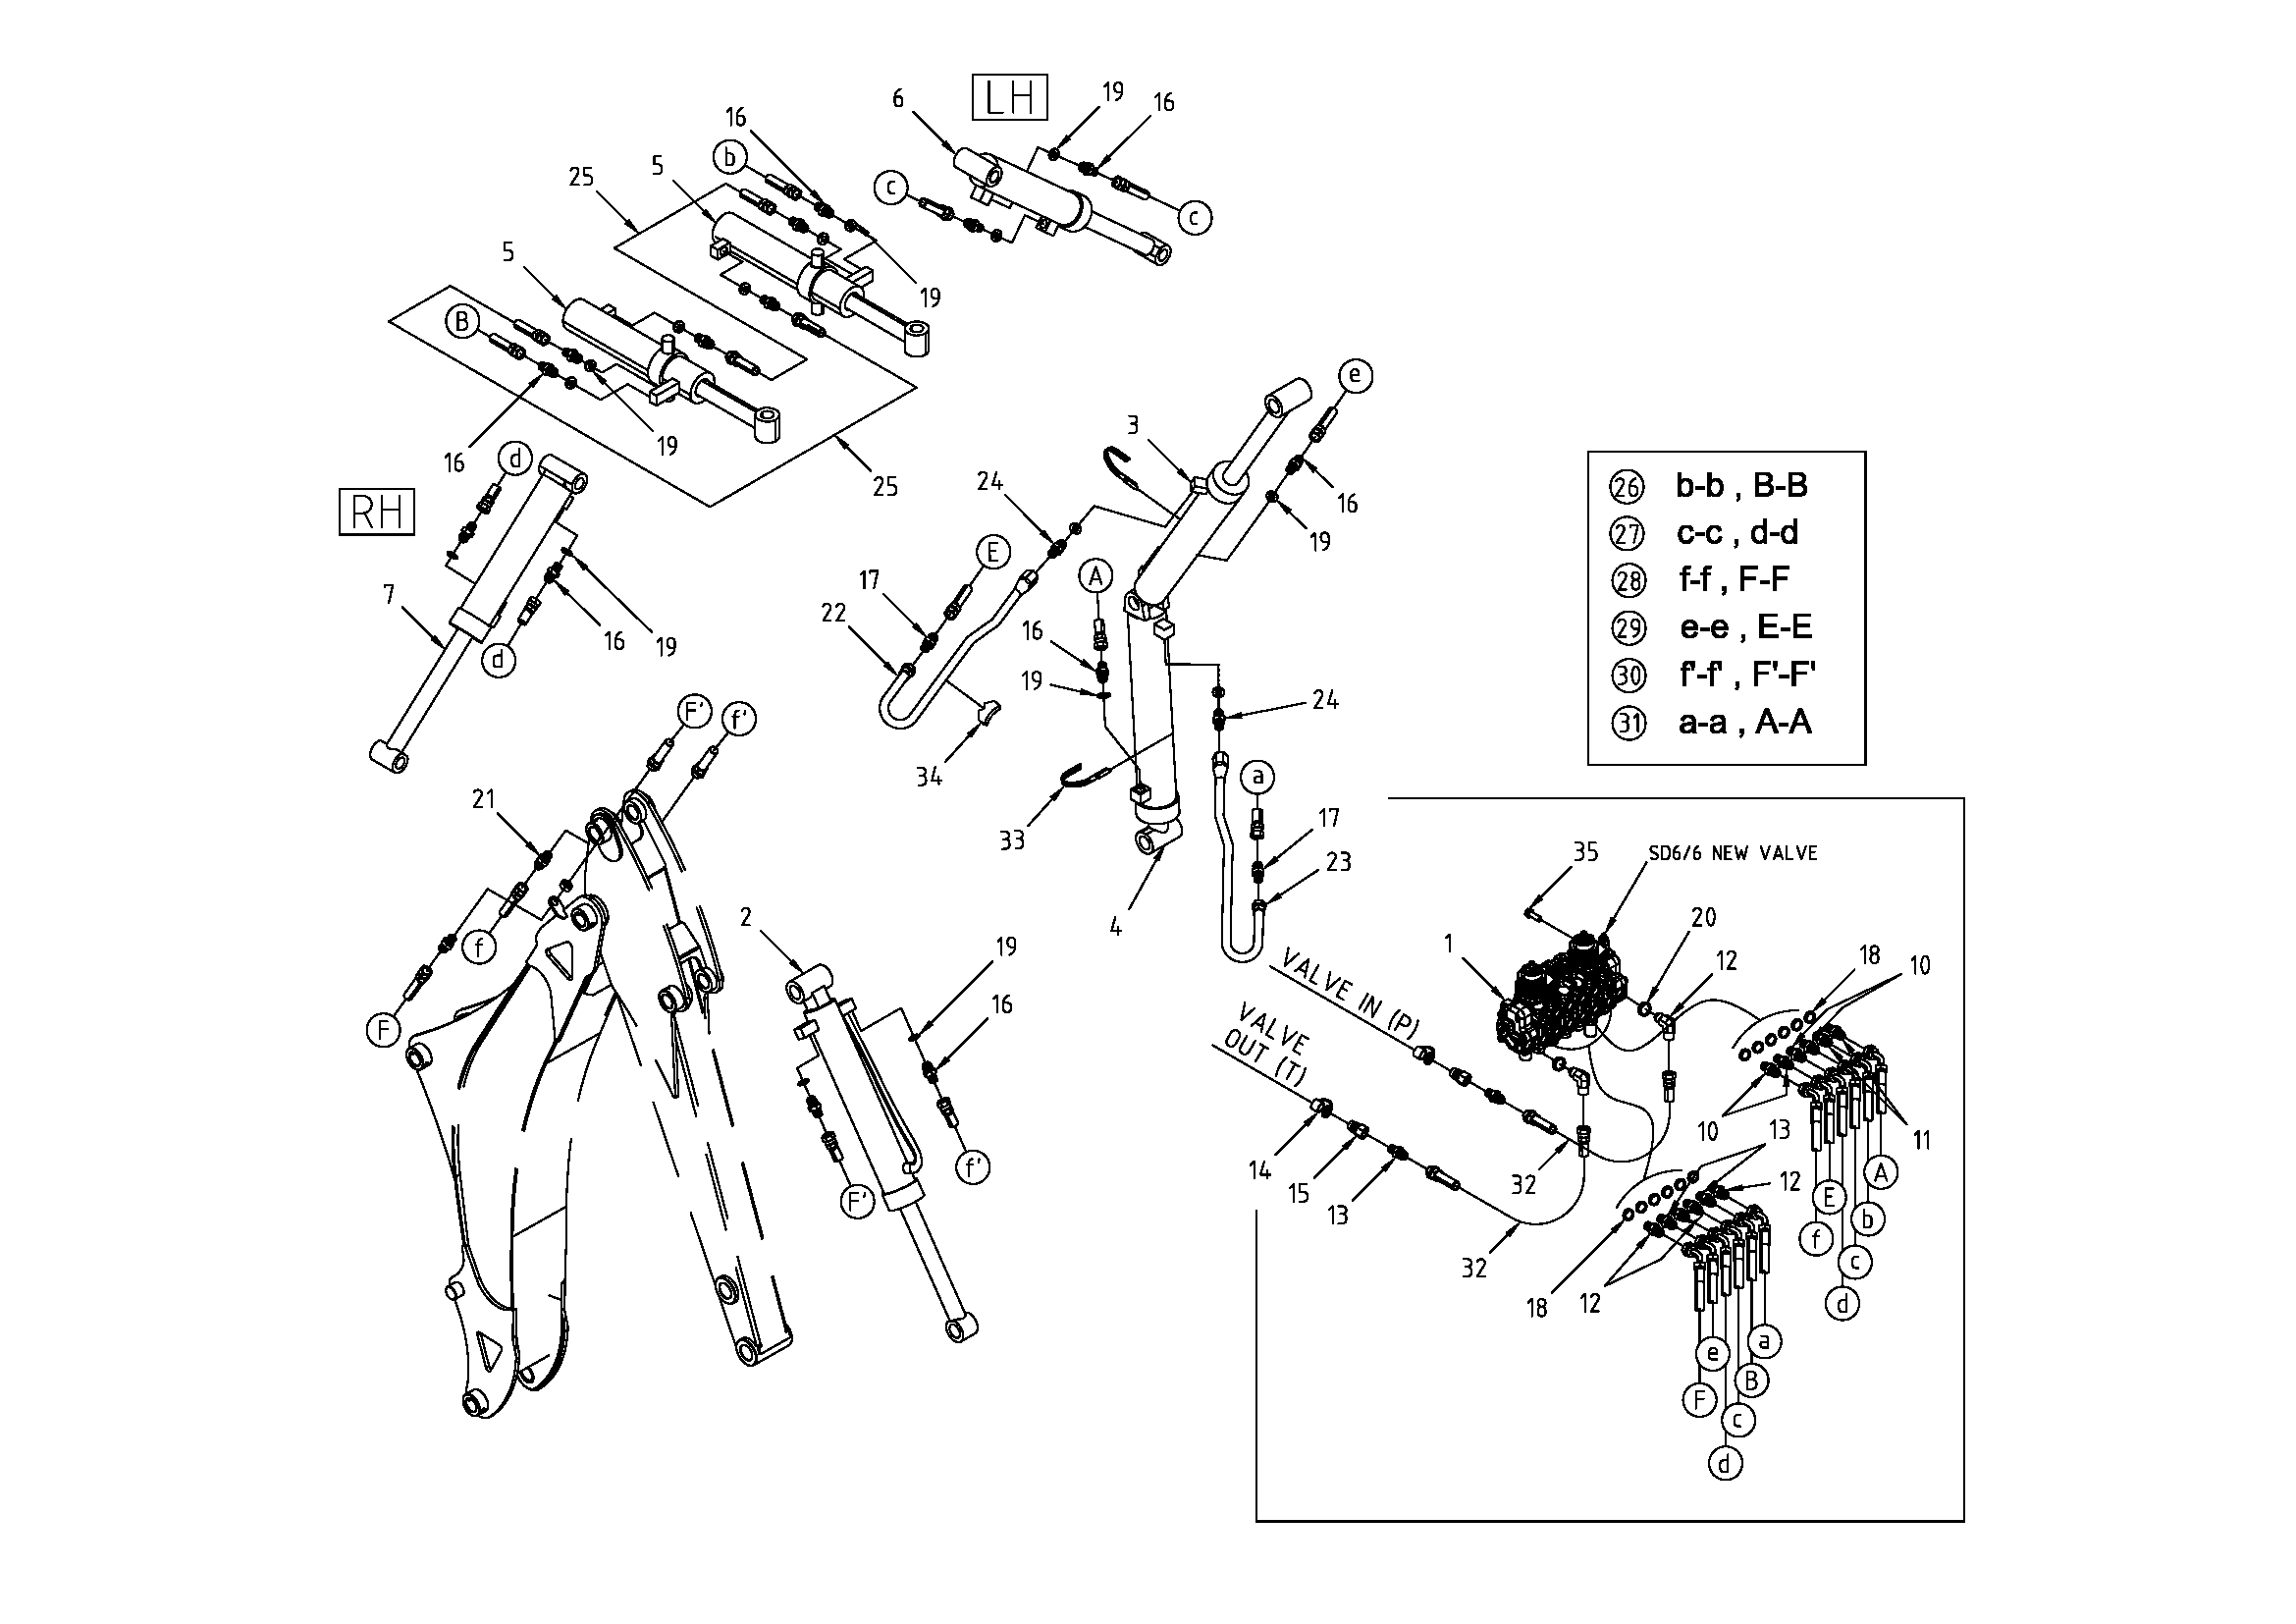 LH
6
19
16
16
b
5
25
c
c
5
19
B
e
3
19
16
d
25
24
16
RH
26 b-b , B-B
27 c-c , d-d
28 f-f , F-F
29 e-e , E-E
30 f'-f' , F'-F'
31 a-a , A-A
19
E
A
17
22
7
16
16
19
d
19
24
F'
f'
34
a
21
33
17
23
35
SD6/6 NEW VALVE
2
4
20
1
12
18
10
f
19
VALVE IN (P)
16
VALVE
OUT (T)
F
10
13
11
14
15
32
12
A
f'
F'
13
E
b
f
c
32
18
12
d
a
e
B
F
c
d